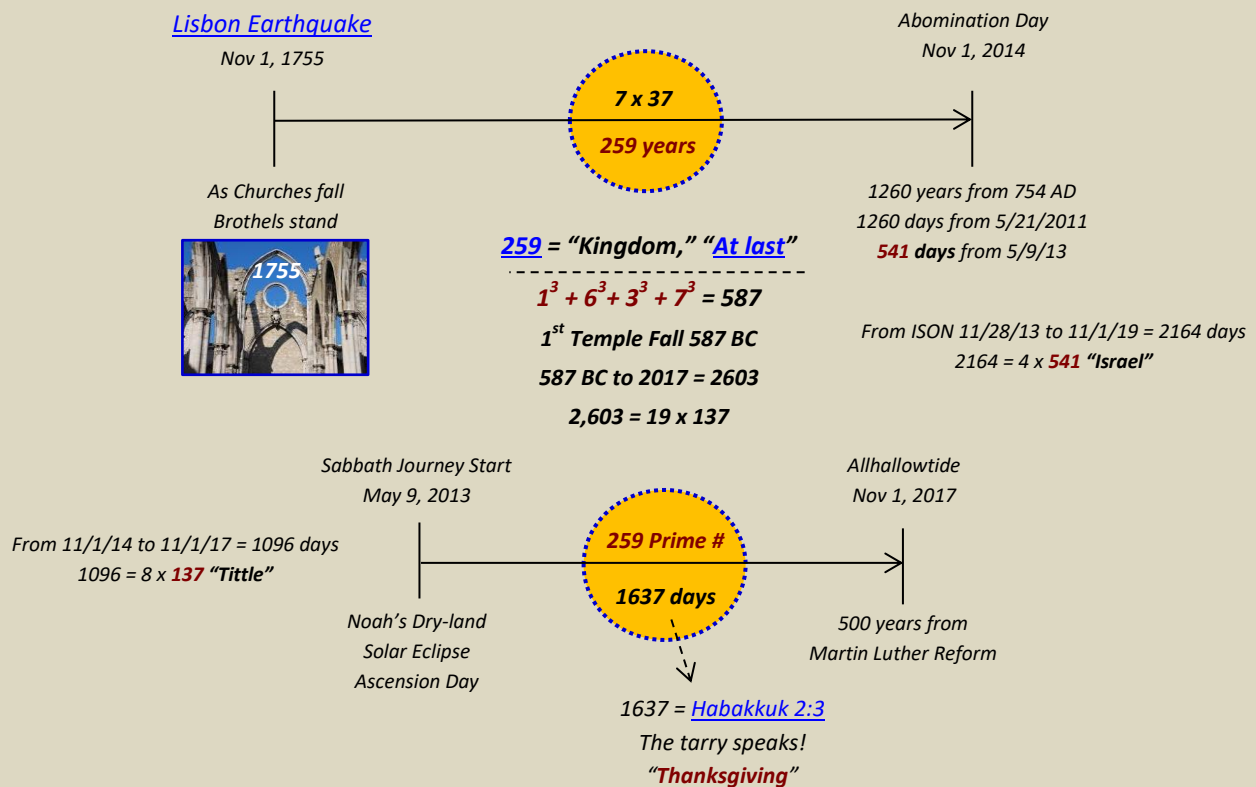 Lisbon Earthquake
Nov 1, 1755
Abomination Day
Nov 1, 2014
7 x 37
259 years
As Churches fall
Brothels stand
1755
1260 years from 754 AD
1260 days from 5/21/2011
541 days from 5/9/13
259 = “Kingdom,” “At last”
1³ + 6³ + 3³ + 7³ = 587
1st Temple Fall 587 BC
587 BC to 2017 = 2603
2,603 = 19 x 137
From ISON 11/28/13 to 11/1/19 = 2164 days
2164 = 4 x 541 “Israel”
Sabbath Journey Start
May 9, 2013
Allhallowtide
Nov 1, 2017
From 11/1/14 to 11/1/17 = 1096 days
1096 = 8 x 137 “Tittle”
259 Prime #
1637 days
Noah’s Dry-land
Solar Eclipse
Ascension Day
500 years from
Martin Luther Reform
1637 = Habakkuk 2:3
The tarry speaks!
“Thanksgiving”